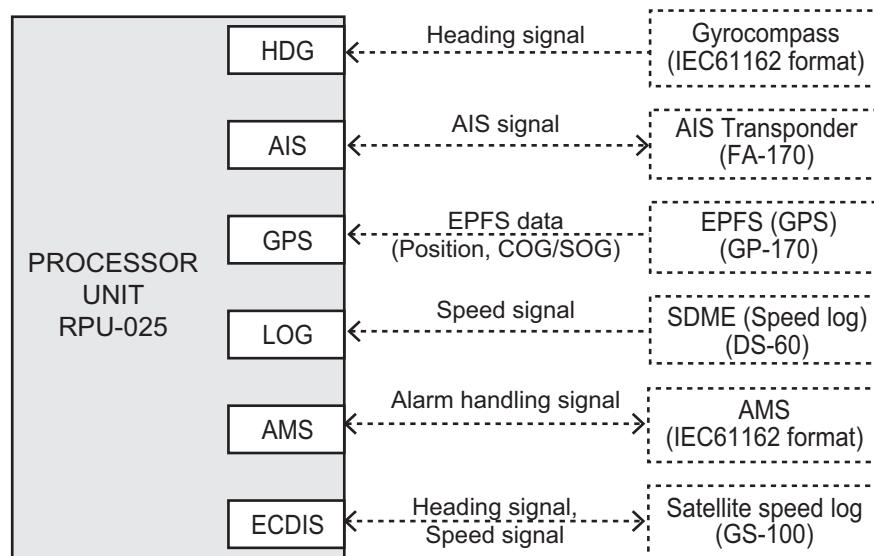 PROCESSOR
UNIT
RPU-025
HDG
Heading signal
Gyrocompass
(IEC61162 format)
AIS
AIS signal
AIS Transponder
(FA-170)
GPS
EPFS data
(Position, COG/SOG)
EPFS (GPS)
(GP-170)
LOG
Speed signal
SDME (Speed log)
(DS-60)
AMS
Alarm handling signal
AMS
(IEC61162 format)
ECDIS
Heading signal,
Speed signal
Satellite speed log
(GS-100)